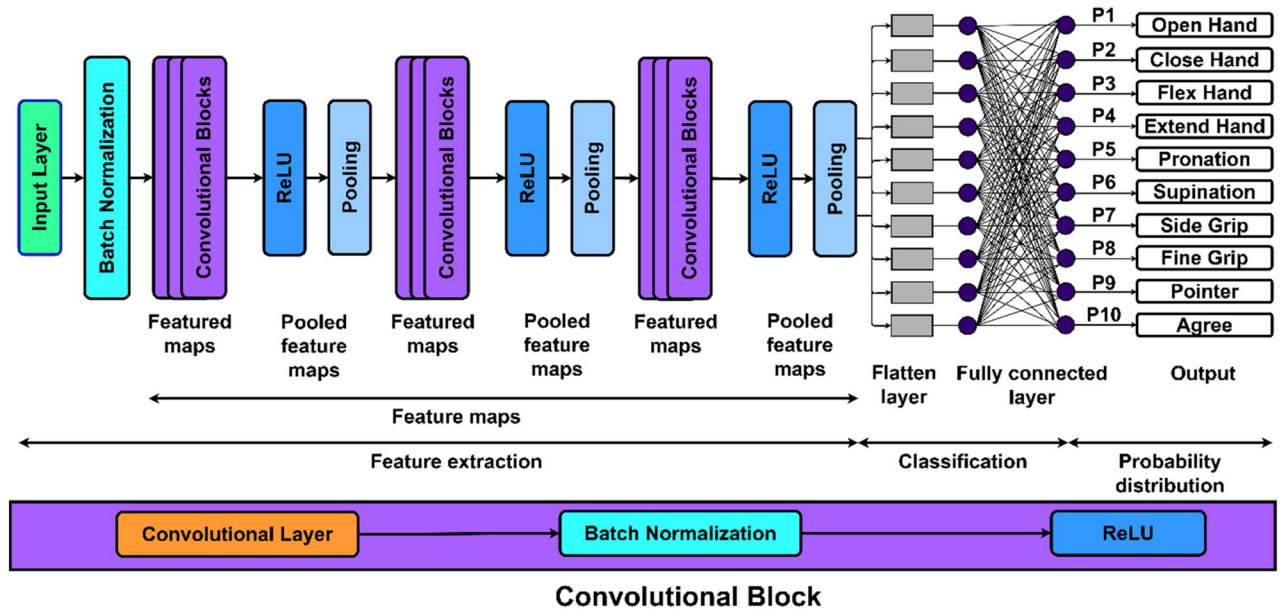 Input Layer
Batch Normalization
Convolutional Blocks
ReLU
Pooling
Convolutional Blocks
ReLU
Pooling
Convolutional Blocks
ReLU
Pooling
P1
Open Hand
P2
Close Hand
P3
Flex Hand
P4
Extend Hand
P5
Pronation
P6
Supination
P7
Side Grip
P8
Fine Grip
P9
Pointer
P10
Agree
Featured
maps
Pooled
feature
maps
Featured
maps
Pooled
feature
maps
Featured
maps
Pooled
feature
maps
Flatten
layer
Fully connected
layer
Output
Feature maps
Feature extraction
Classification
Probability
distribution
Convolutional Layer
Batch Normalization
ReLU
Convolutional Block